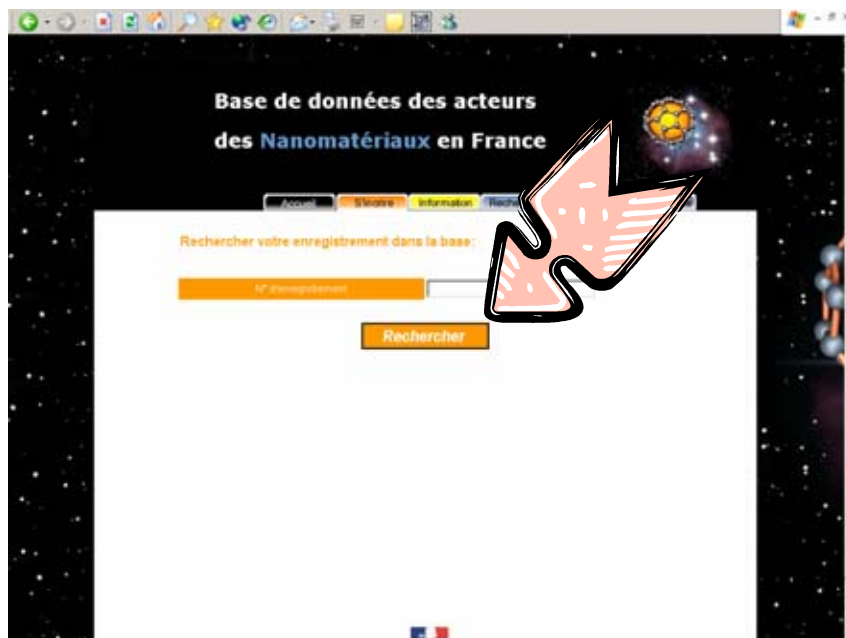 Base de données des acteurs
des Nanomatériaux en France
Accueil S'inscrire Information
Rechercher votre enregistrement dans la base:
N° d'enregistrement
Rechercher